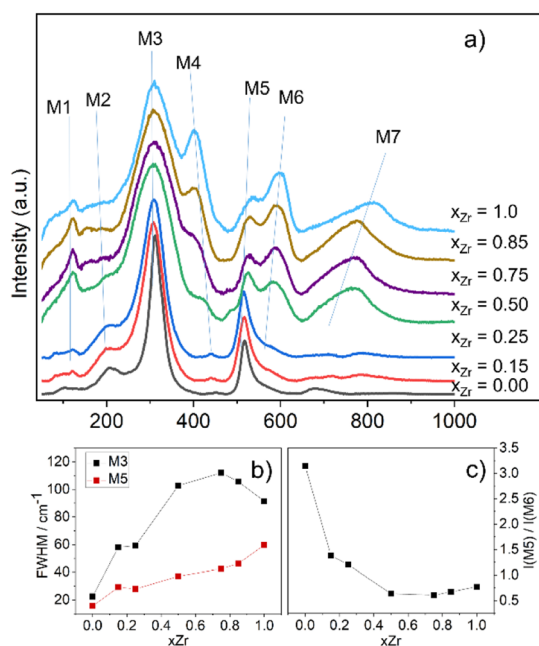 a)
M3
M4
M1
M2
M5
M6
M7
Intensity (a.u.)
xZr = 1.0
xZr = 0.85
xZr = 0.75
xZr = 0.50
xZr = 0.25
xZr = 0.15
xZr = 0.00
200 400 600 800 1000
b)
M3
M5
FWHM / cm-1
120
100
80
60
40
20
0.0 0.2 0.4 0.6 0.8 1.0
xZr
c)
I(M5) / I(M6)
3.5
3.0
2.5
2.0
1.5
1.0
0.5
0.0 0.2 0.4 0.6 0.8 1.0
xZr